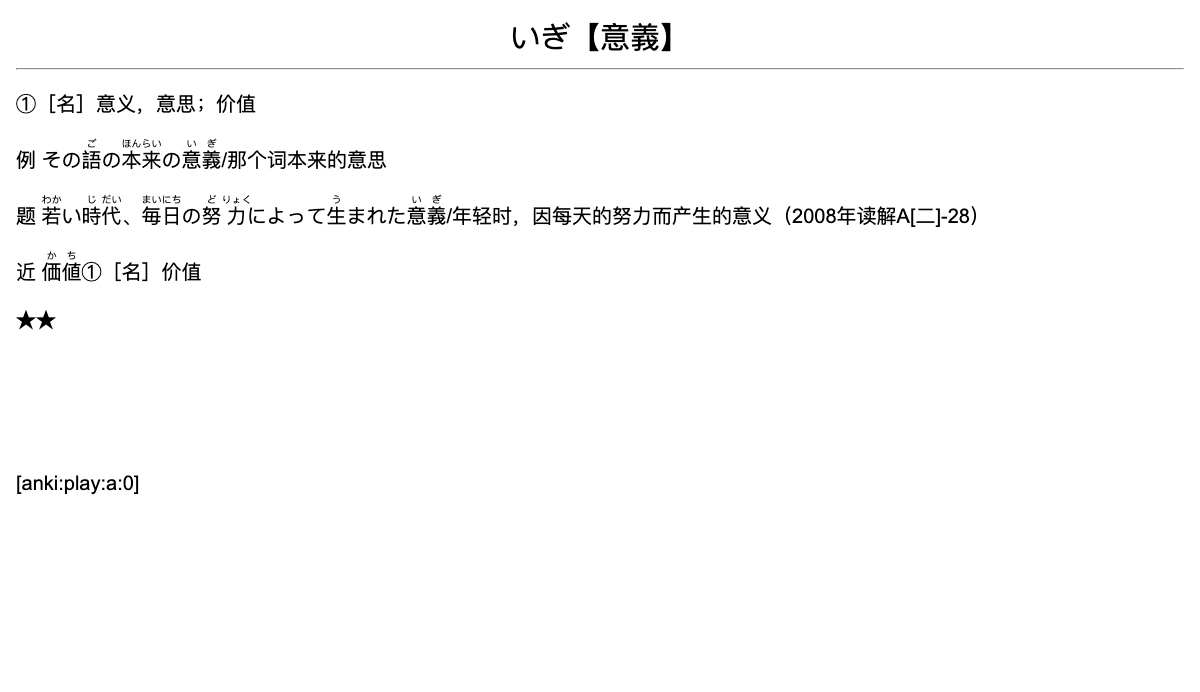 いぎ【意義】
①［名］意义，意思；价值
例 その語(ご)の本来(ほんらい)の意義(いぎ)/那个词本来的意思
题 若(わか)い時代(じだい)、毎日(まいにち)の努力(どりょく)によって生(う)まれた意義(いぎ)/年轻时，因每天的努力而产生的意义（2008年读解A[二]-28）
近 価値(かち)①［名］价值
★★
[anki:play:a:0]